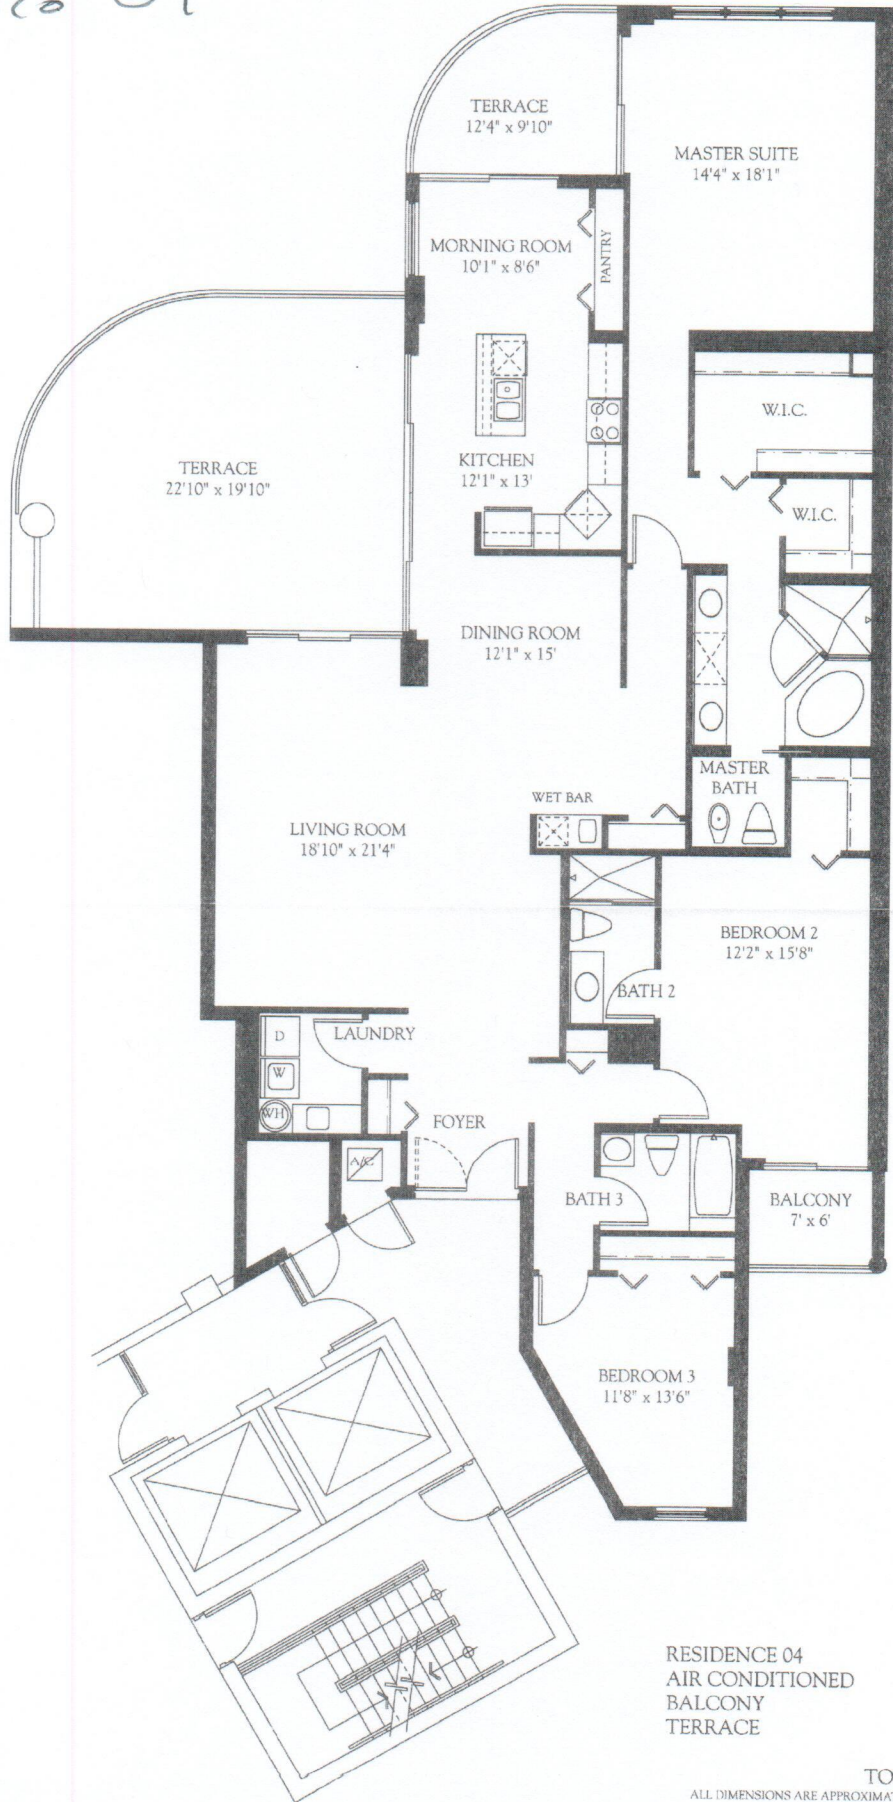 TERRACE
12'4" x 9'10"
MASTER SUITE
14'4" x 18'1"
MORNING ROOM
10'1" x 8'6"
PANTRY
W.I.C.
KITCHEN
12'1" x 13'
TERRACE
22'10" x 19'10"
W.I.C.
DINING ROOM
12'1" x 15'
MASTER
BATH
WET BAR
LIVING ROOM
18'10" x 21'4"
BEDROOM 2
12'2" x 15'8"
BATH 2
D
LAUNDRY
W
WH
FOYER
A/C
BATH 3
BALCONY
7' x 6'
BEDROOM 3
11'8" x 13'6"
RESIDENCE 04
AIR CONDITIONED
BALCONY
TERRACE
TO
ALL DIMENSIONS ARE APPROXIMAT